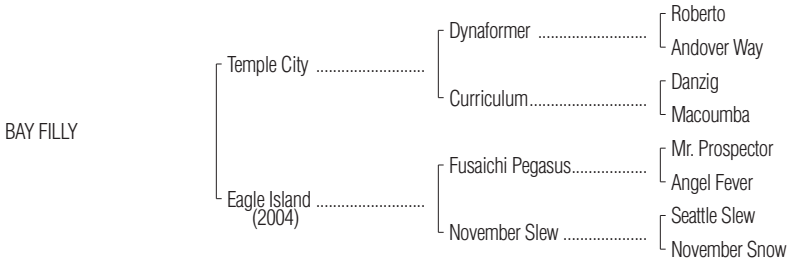 Roberto
Dynaformer ..........................
Andover Way
Temple City ..........................
Danzig
Curriculum............................
Macoumba
BAY FILLY
Mr. Prospector
Fusaichi Pegasus..................
Angel Fever
Eagle Island ..........................
(2004)
Seattle Slew
November Slew ....................
November Snow